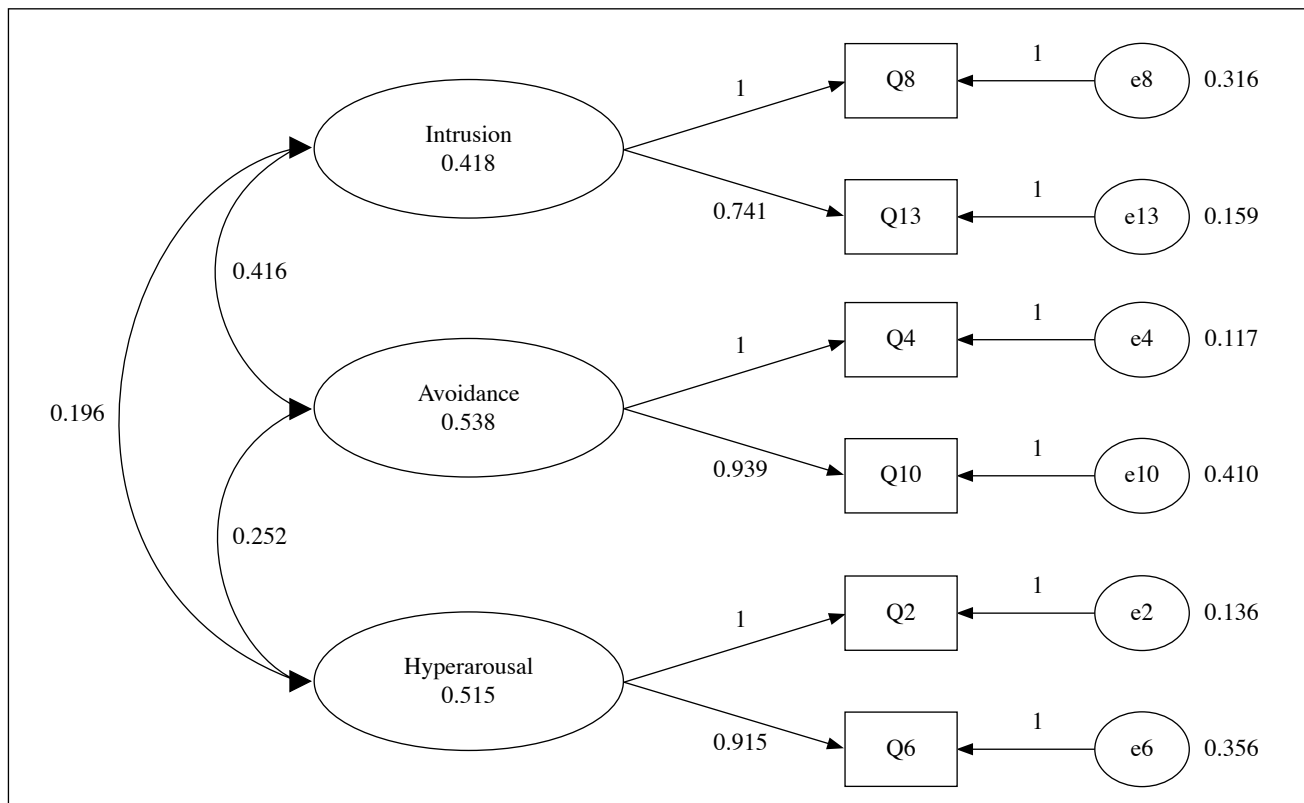 Intrusion
0.418
1
0.741
Q8
1
e8
0.316
Q13
1
e13
0.159
0.416
0.196
Avoidance
0.538
1
0.939
Q4
1
e4
0.117
Q10
1
e10
0.410
0.252
Hyperarousal
0.515
1
0.915
Q2
1
e2
0.136
Q6
1
e6
0.356